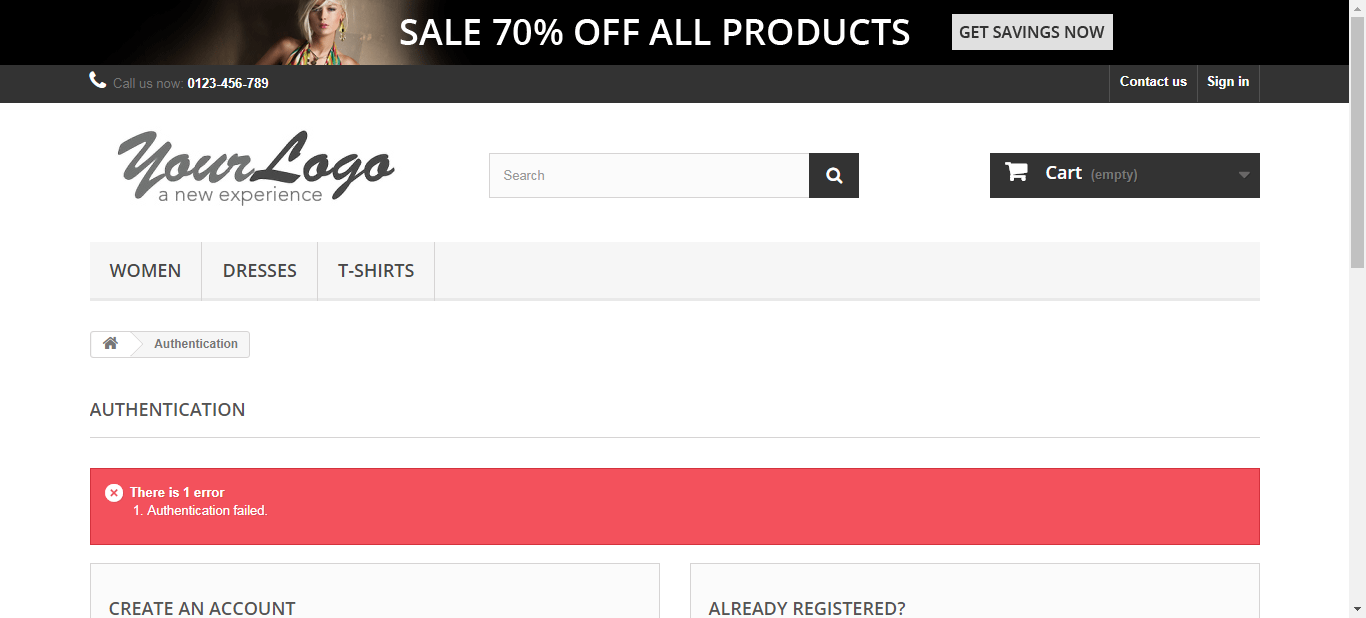 SALE 70% OFF ALL PRODUCTS GET SAVINGS NOW
Call us now: 0123-456-789 Contact us Sign in
YourLogo
a new experience
Search
Cart (empty)
WOMEN DRESSES T-SHIRTS
Authentication
AUTHENTICATION
There is 1 error
1. Authentication failed.
CREATE AN ACCOUNT ALREADY REGISTERED?